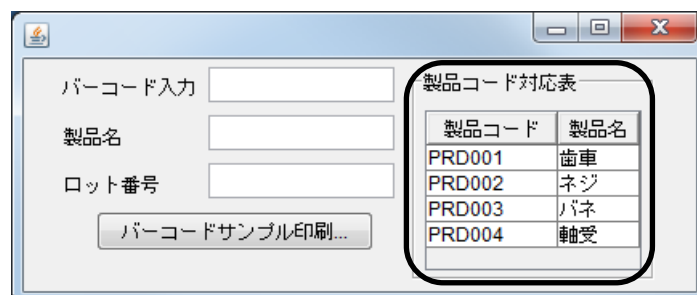 バーコード入力
製品名
ロット番号
バーコードサンプル印刷...
製品コード対応表
製品コード 製品名
PRD001 歯車
PRD002 ネジ
PRD003 バネ
PRD004 軸受